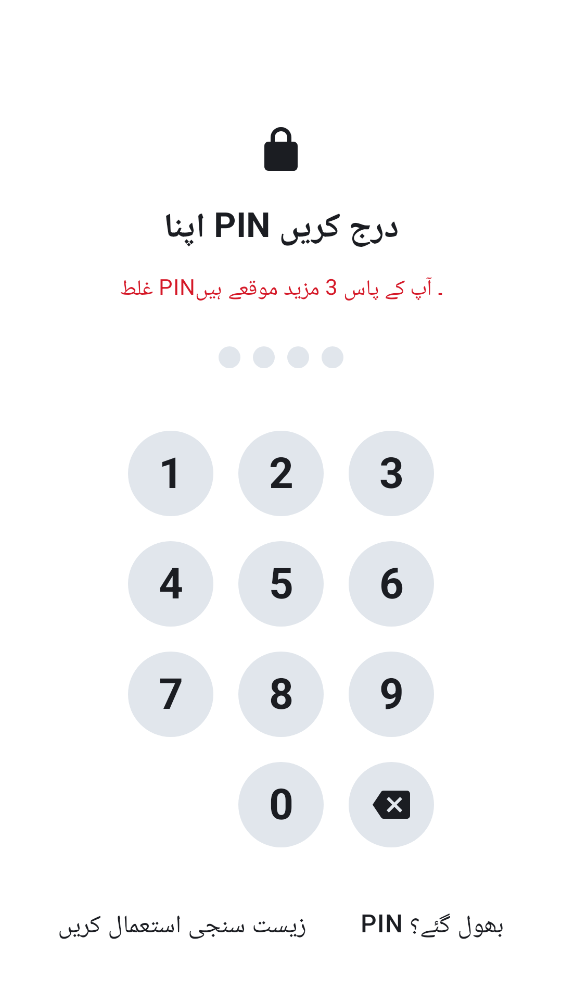 اپنا PIN درج کریں
غلط PIN۔ آپ کے پاس 3 مزید موقعے ہیں
1 2 3
4 5 6
7 8 9
0
PIN بھول گئے؟
زیست سنجی استعمال کریں